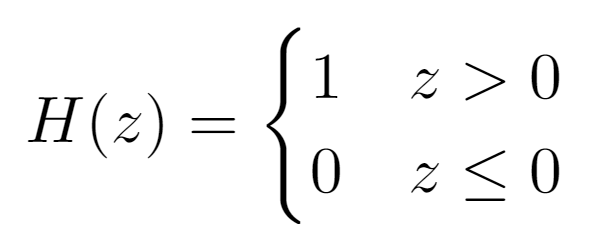 H(z) = { 1 z > 0
0 z ≤ 0